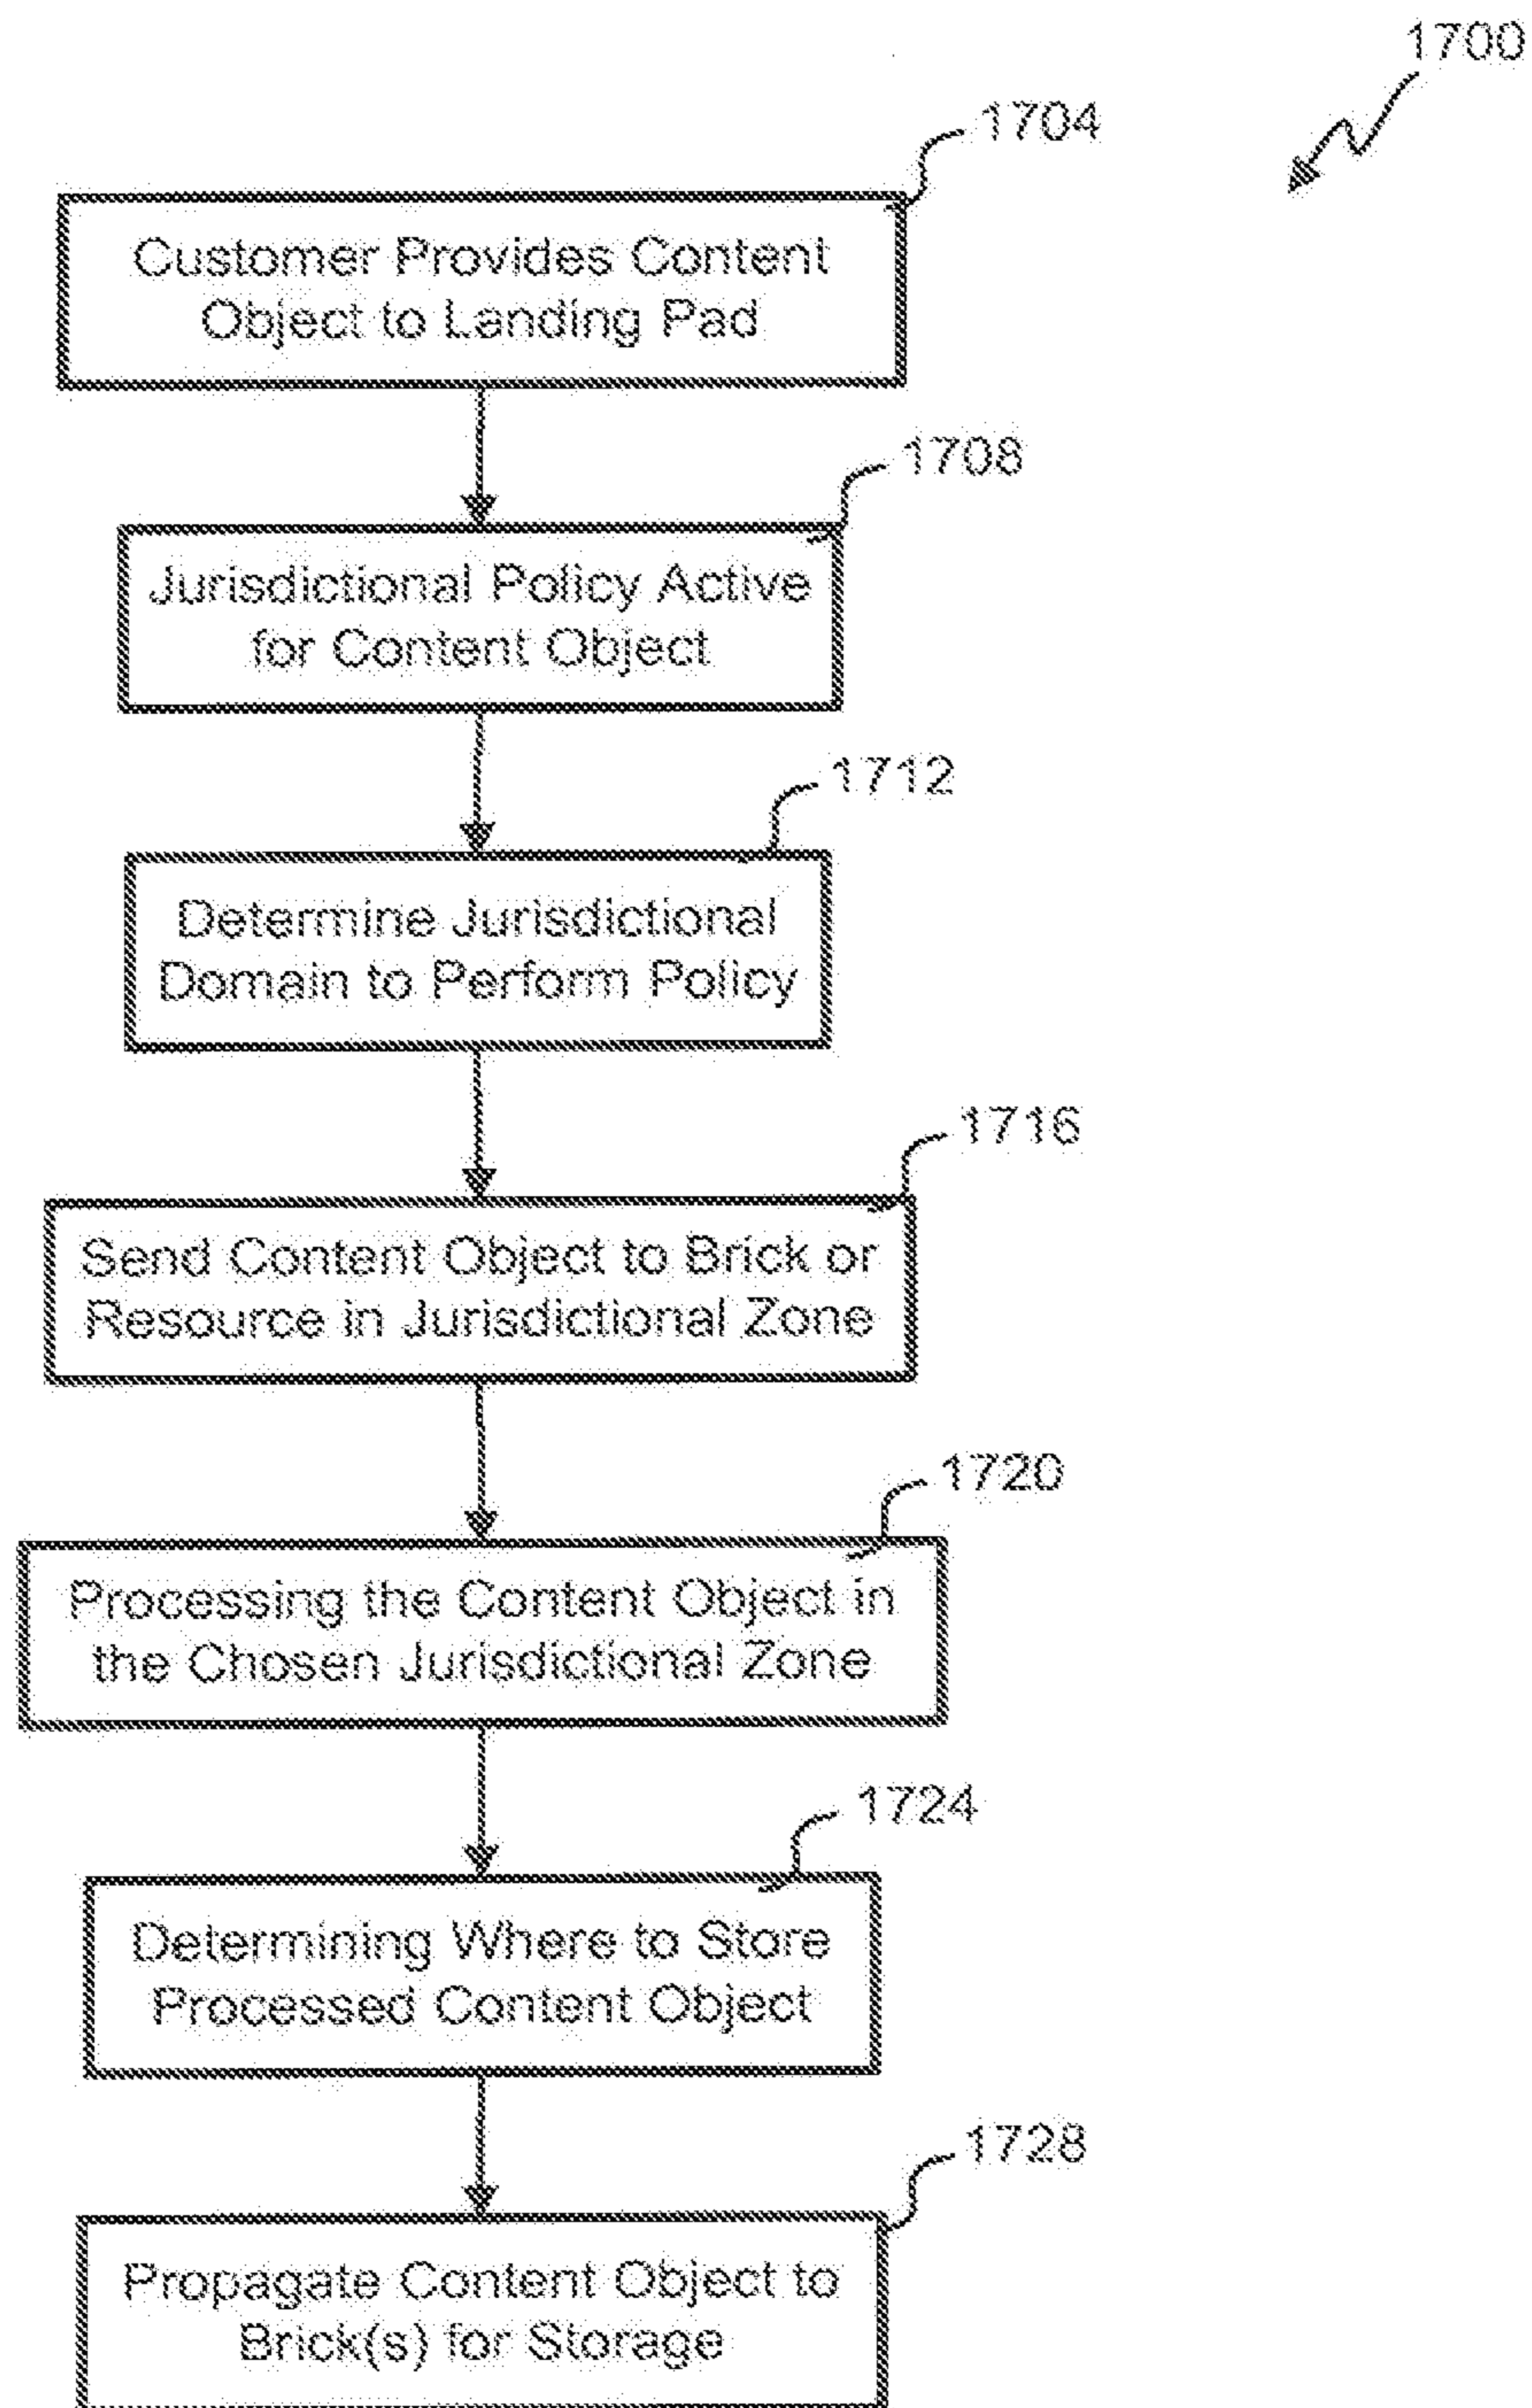 1700
1704
Customer Provides Content
Object to Landing Pad
1708
Jurisdictional Policy Active
for Content Object
1712
Determine Jurisdictional
Domain to Perform Policy
1716
Send Content Object to Brick or
Resource in Jurisdictional Zone
1720
Processing the Content Object in
the Chosen Jurisdictional Zone
1724
Determining Where to Store
Processed Content Object
1728
Propagate Content Object to
Brick(s) for Storage